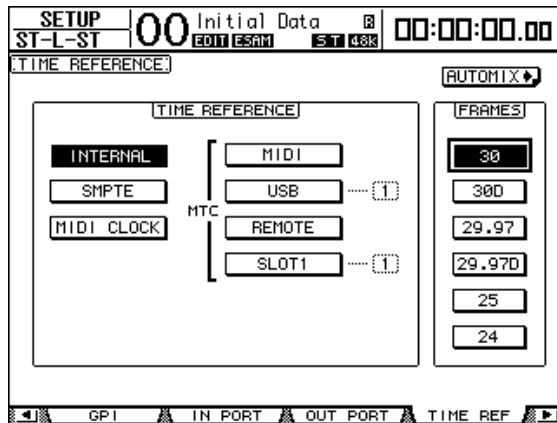 SETUP
ST-L-ST
00 Initial Data R
EDIT ESAM ST 48K
00:00:00.00
TIME REFERENCE
AUTOMIX
TIME REFERENCE
FRAMES
INTERNAL
SMPTE
MIDI CLOCK
MTC
MIDI
USB 1
REMOTE
SLOT1 1
30
30D
29.97
29.97D
25
24
GPI IN PORT OUT PORT TIME REF